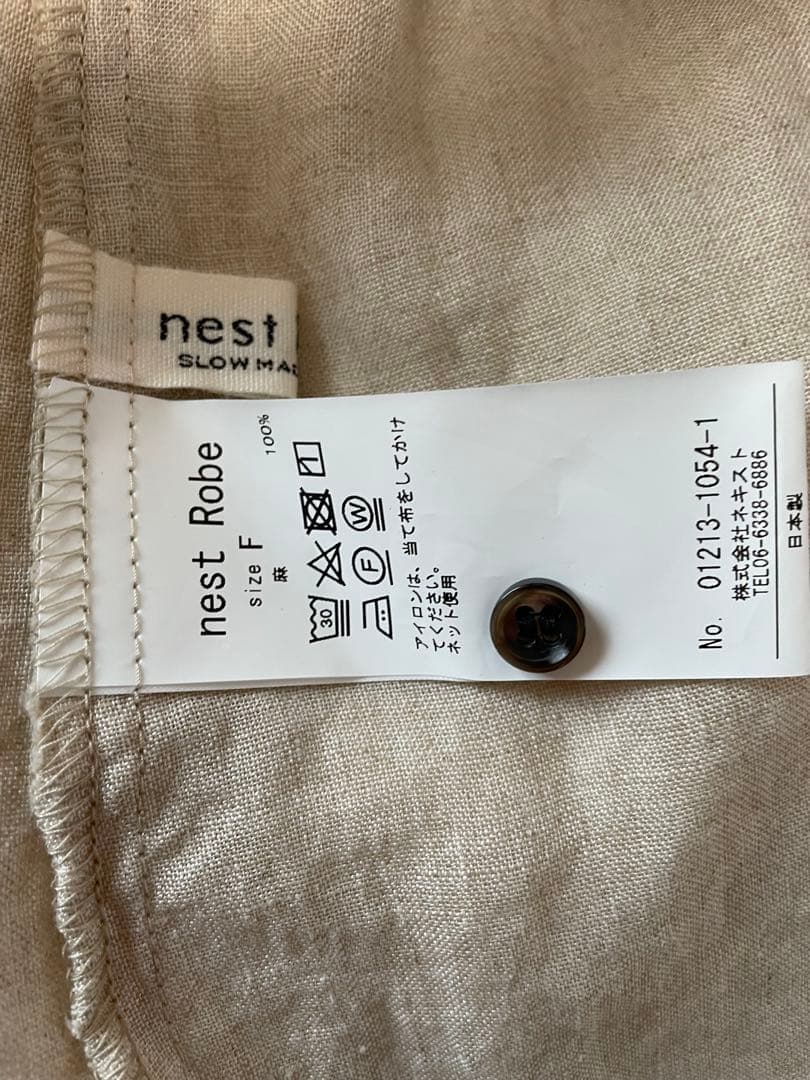 nest
SLOW MA
nest Robe
size F
麻 100%
30
F W
アイロンは、当て布をしてかけ
てください。
ネット使用
No. 01213-1054-1
株式会社ネキスト
TEL06-6338-6886
日本製